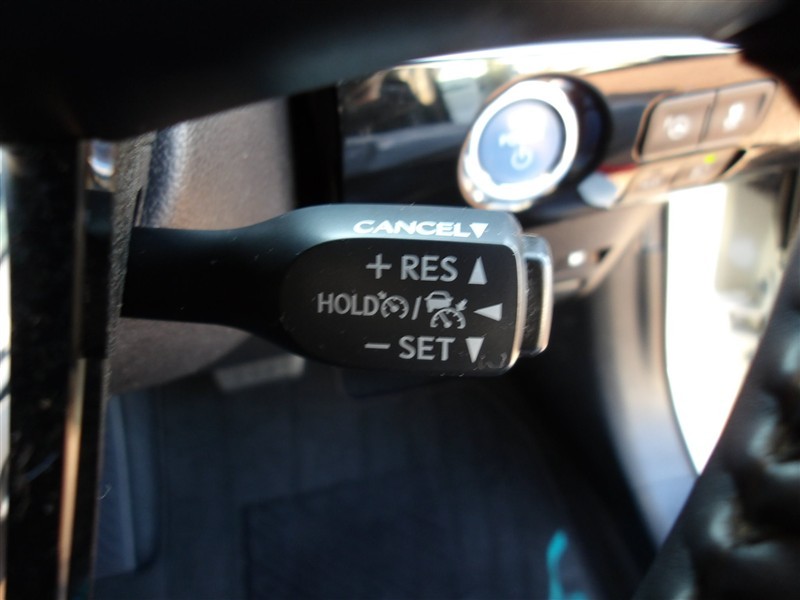 CANCEL▼
+ RES ▲
HOLD / ◄
− SET ▼